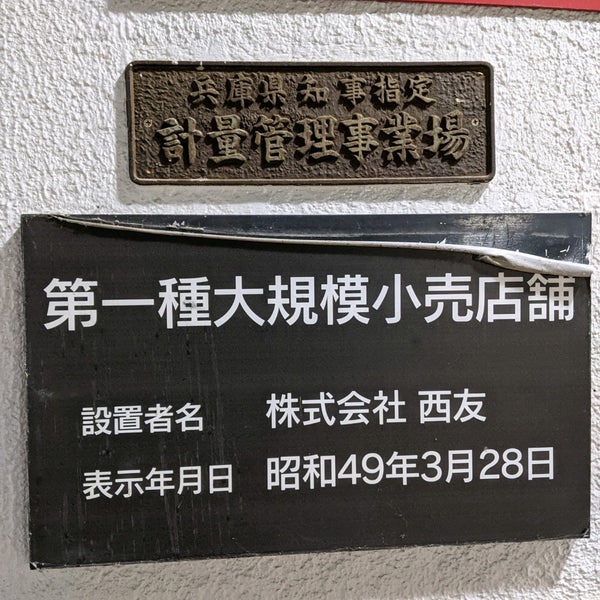 兵庫県知事指定
計量管理事業場
第一種大規模小売店舗
設置者名 株式会社 西友
表示年月日 昭和49年3月28日